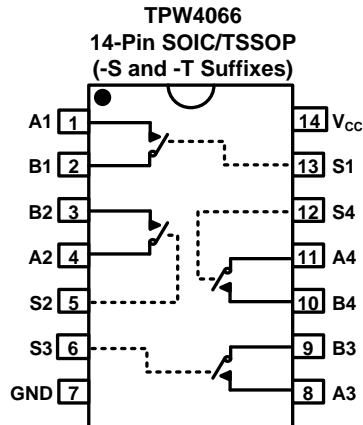 TPW4066
14-Pin SOIC/TSSOP
(-S and -T Suffixes)
A1 1 14 VCC
B1 2 13 S1
B2 3 12 S4
A2 4 11 A4
S2 5 10 B4
S3 6 9 B3
GND 7 8 A3